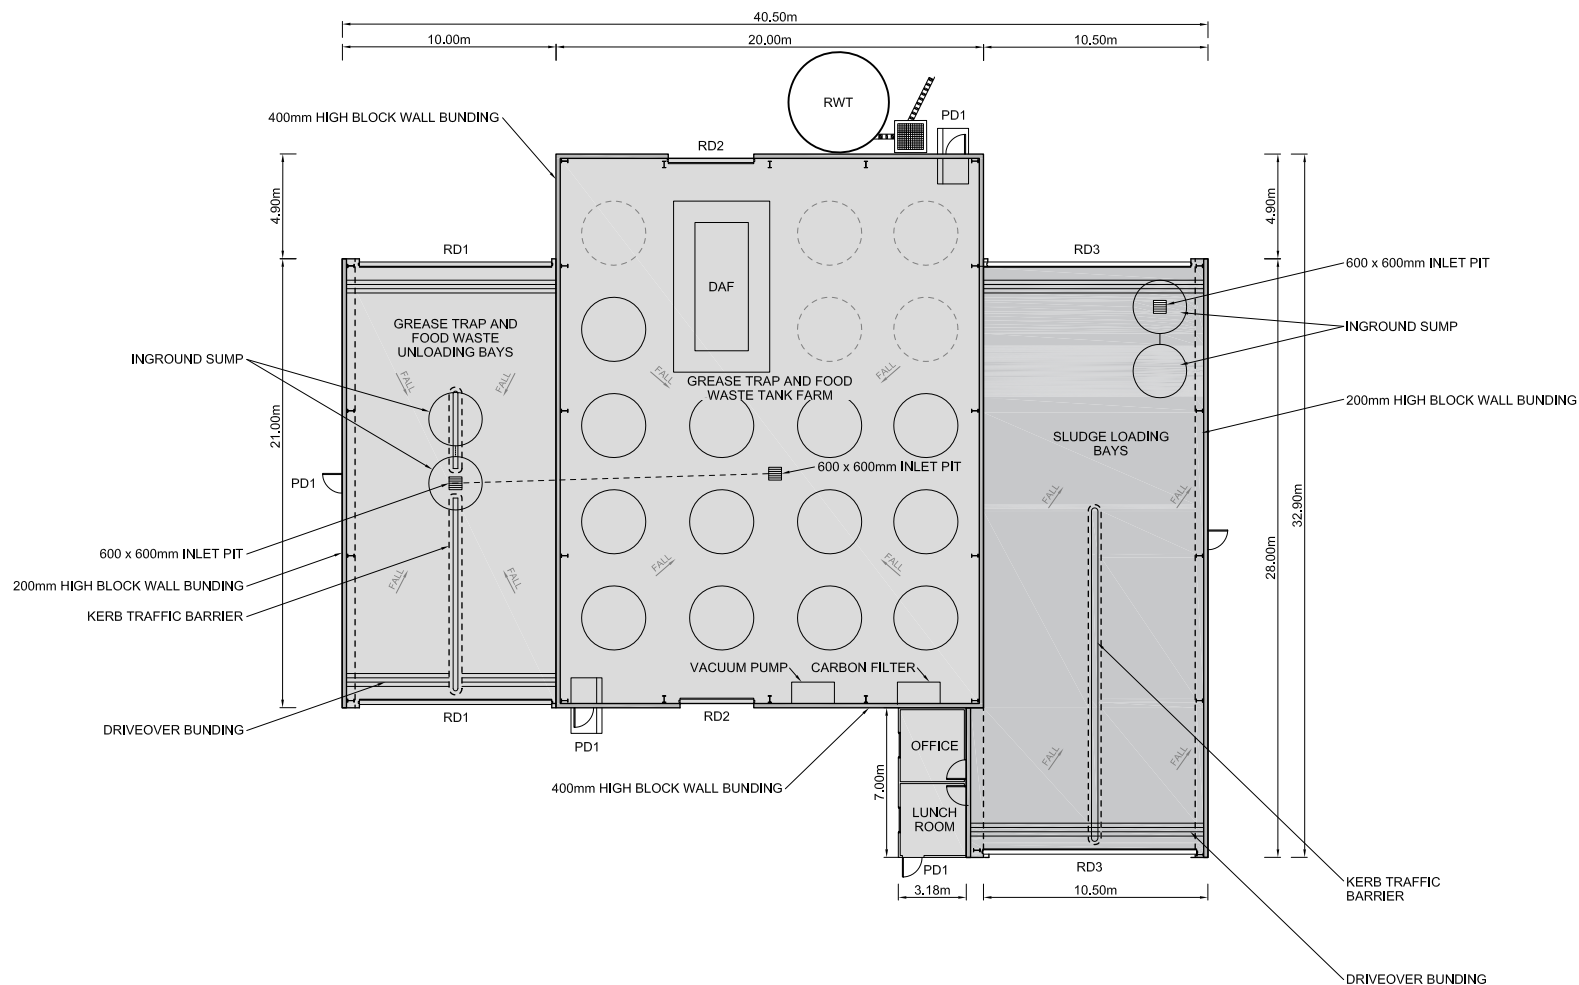 40.50m
10.00m
20.00m
10.50m
RWT
PD1
400mm HIGH BLOCK WALL BUNDING
RD2
4.90m
4.90m
RD1
RD3
600 x 600mm INLET PIT
DAF
GREASE TRAP AND
FOOD WASTE
UNLOADING BAYS
INGROUND SUMP
INGROUND SUMP
FALL
FALL
FALL
FALL
GREASE TRAP AND FOOD
WASTE TANK FARM
200mm HIGH BLOCK WALL BUNDING
21.00m
SLUDGE LOADING
BAYS
600 x 600mm INLET PIT
PD1
FALL
FALL
32.90m
28.00m
600 x 600mm INLET PIT
200mm HIGH BLOCK WALL BUNDING
FALL
FALL
FALL
FALL
KERB TRAFFIC BARRIER
VACUUM PUMP
CARBON FILTER
DRIVEOVER BUNDING
RD1
RD2
PD1
OFFICE
FALL
FALL
400mm HIGH BLOCK WALL BUNDING
7.00m
LUNCH
ROOM
PD1
RD3
3.18m
10.50m
KERB TRAFFIC
BARRIER
DRIVEOVER BUNDING